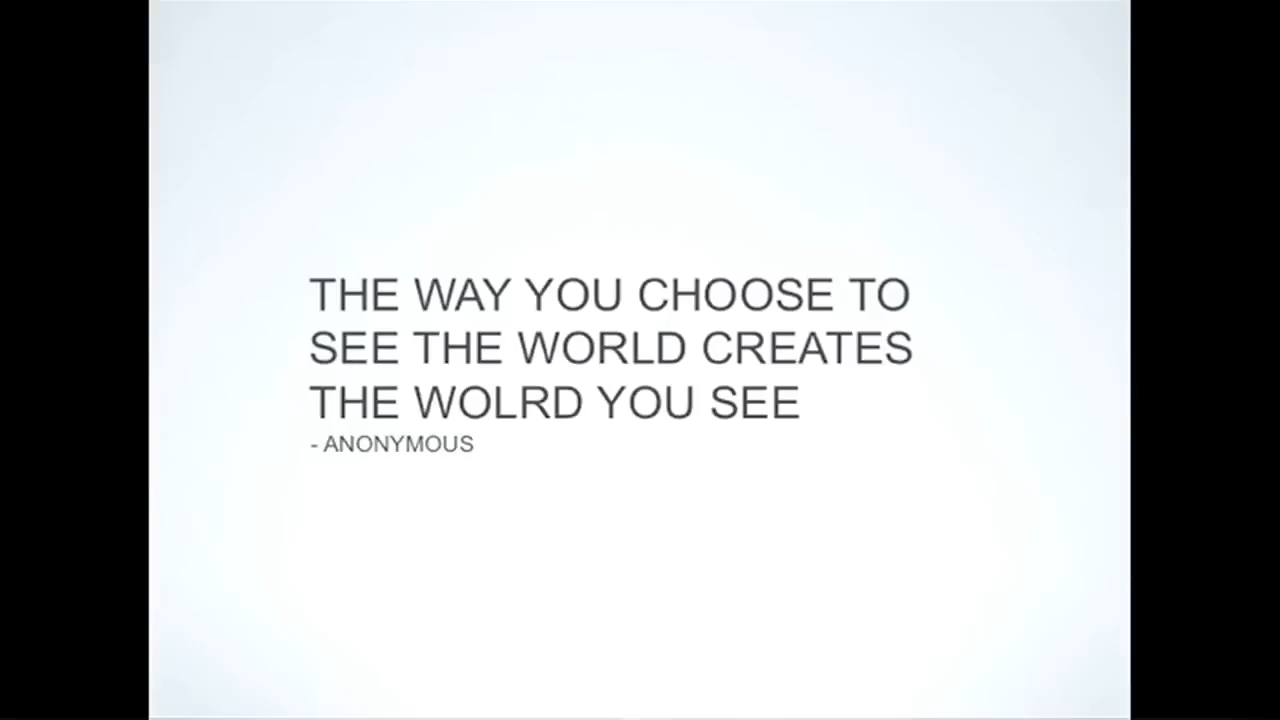 THE WAY YOU CHOOSE TO
SEE THE WORLD CREATES
THE WOLRD YOU SEE
- ANONYMOUS